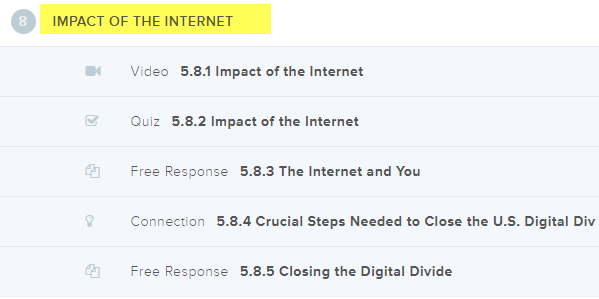 8 IMPACT OF THE INTERNET
Video 5.8.1 Impact of the Internet
Quiz 5.8.2 Impact of the Internet
Free Response 5.8.3 The Internet and You
Connection 5.8.4 Crucial Steps Needed to Close the U.S. Digital Div
Free Response 5.8.5 Closing the Digital Divide